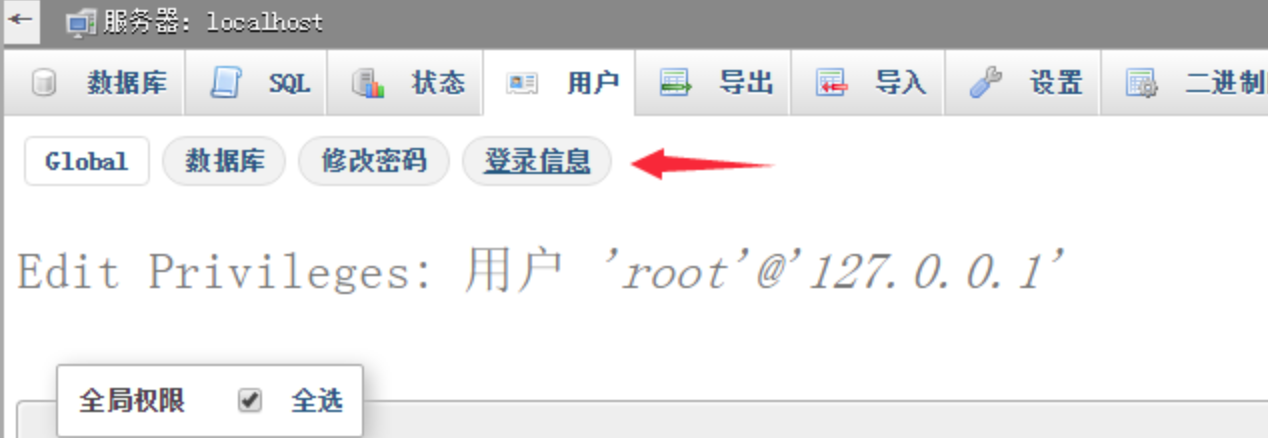 服务器: localhost
数据库 SQL 状态 用户 导出 导入 设置 二进制
Global 数据库 修改密码 登录信息
Edit Privileges: 用户 'root'@'127.0.0.1'
全局权限 全选